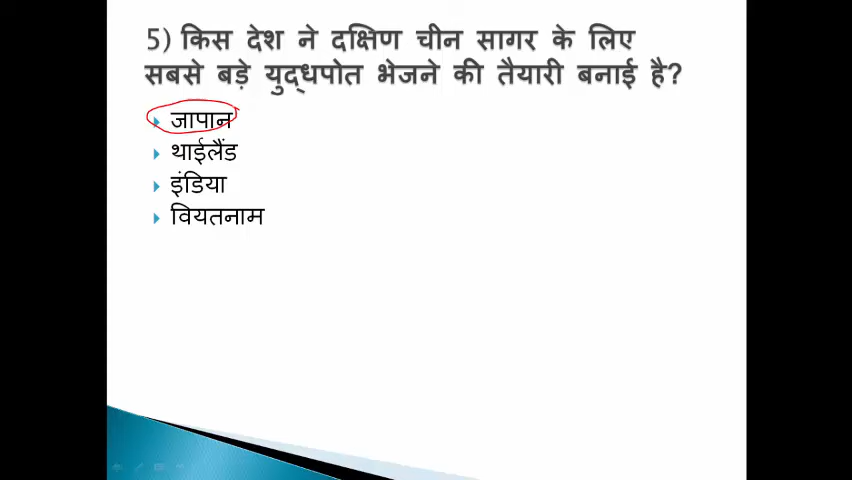 5) किस देश ने दक्षिण चीन सागर के लिए
सबसे बड़े युद्धपोत भेजने की तैयारी बनाई है?
जापान
थाईलैंड
इंडिया
वियतनाम